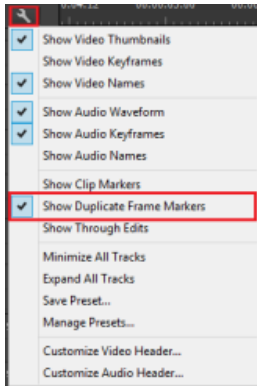 Show Video Thumbnails
Show Video Keyframes
Show Video Names
Show Audio Waveform
Show Audio Keyframes
Show Audio Names
Show Clip Markers
Show Duplicate Frame Markers
Show Through Edits
Minimize All Tracks
Expand All Tracks
Save Preset...
Manage Presets...
Customize Video Header...
Customize Audio Header...